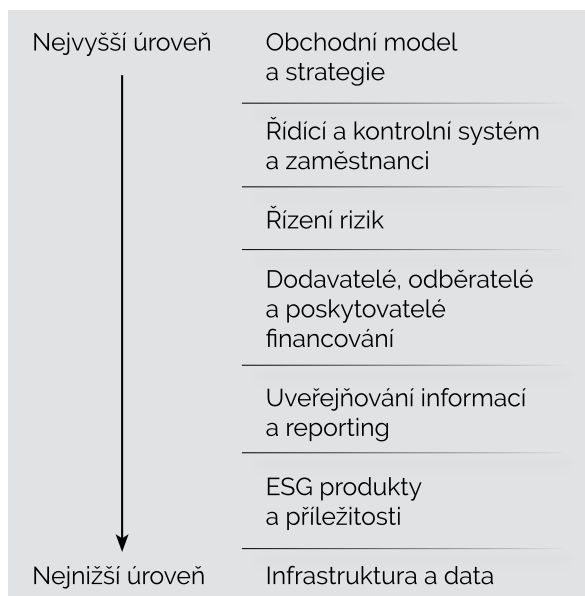 Nejvyšší úroveň
Obchodní model
a strategie
Řídící a kontrolní systém
a zaměstnanci
Řízení rizik
Dodavatelé, odběratelé
a poskytovatelé
financování
Uveřejňování informací
a reporting
ESG produkty
a příležitosti
Nejnižší úroveň
Infrastruktura a data